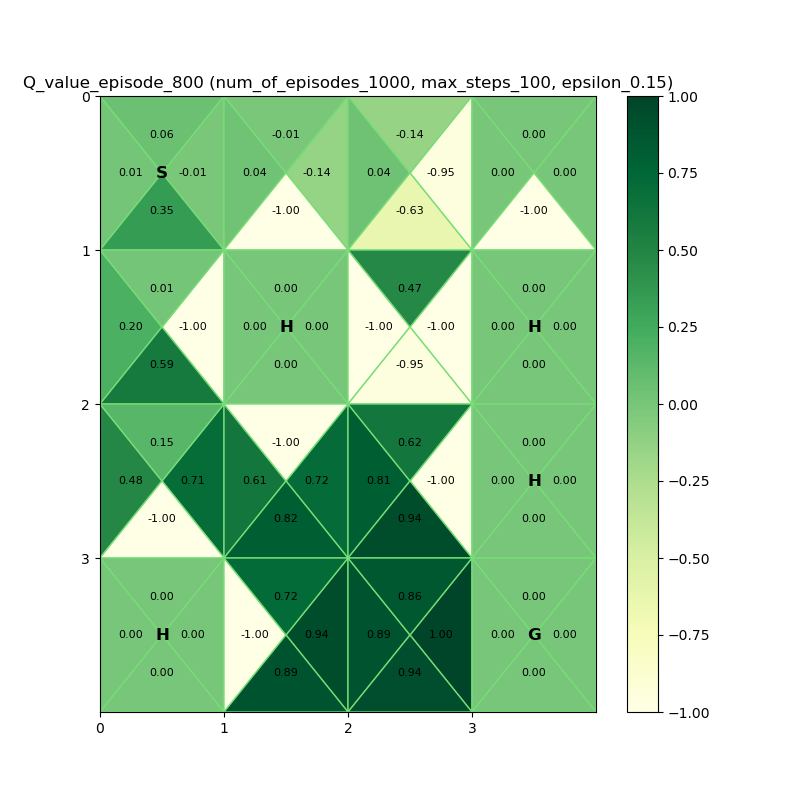 Q_value_episode_800 (num_of_episodes_1000, max_steps_100, epsilon_0.15)
0 1.00
0.06 -0.01 -0.14 0.00
0.01 S -0.01 0.04 -0.14 0.04 -0.95 0.00 0.00
0.75
0.35 -1.00 -0.63 -1.00
1 0.50
0.01 0.00 0.47 0.00
0.20 -1.00 0.00 H 0.00 -1.00 -1.00 0.00 H 0.00
0.25
0.59 0.00 -0.95 0.00
2 0.00
0.15 -1.00 0.62 0.00
0.48 0.71 0.61 0.72 0.81 -1.00 0.00 H 0.00
−0.25
-1.00 0.82 0.94 0.00
3 −0.50
0.00 0.72 0.86 0.00
0.00 H 0.00 -1.00 0.94 0.89 1.00 0.00 G 0.00
−0.75
0.00 0.89 0.94 0.00
−1.00
0 1 2 3